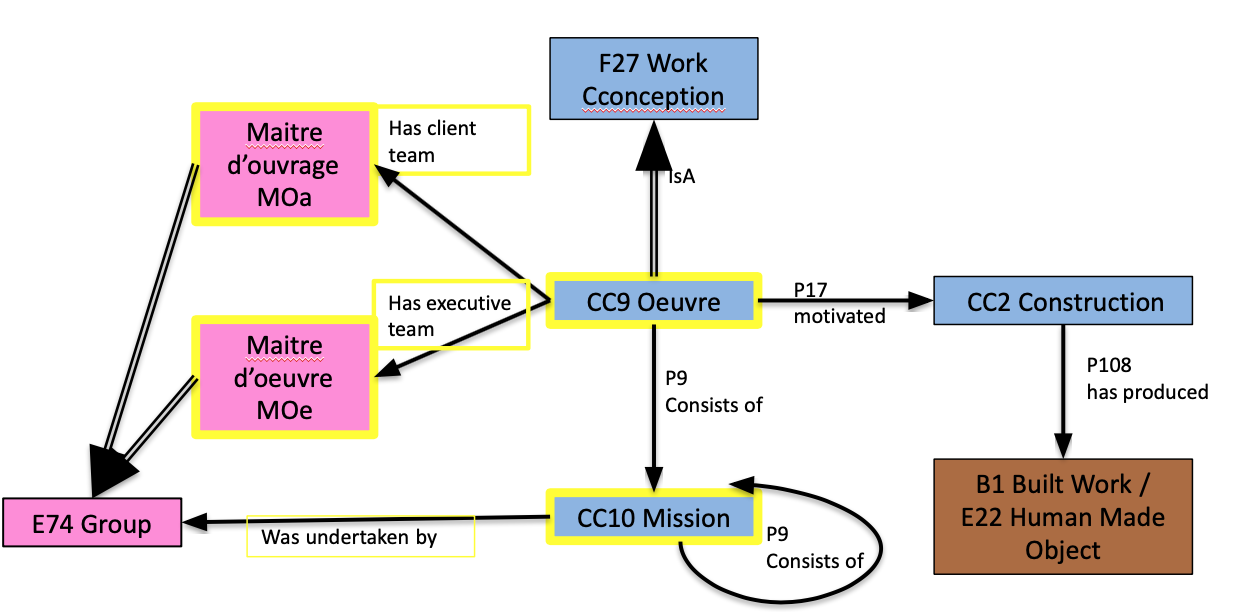 F27 Work
Cconception
Maitre
d’ouvrage
MOa
Has client
team
IsA
Maitre
d’oeuvre
MOe
Has executive
team
CC9 Oeuvre
P17
motivated
CC2 Construction
P9
Consists of
P108
has produced
E74 Group
Was undertaken by
CC10 Mission
P9
Consists of
B1 Built Work /
E22 Human Made
Object